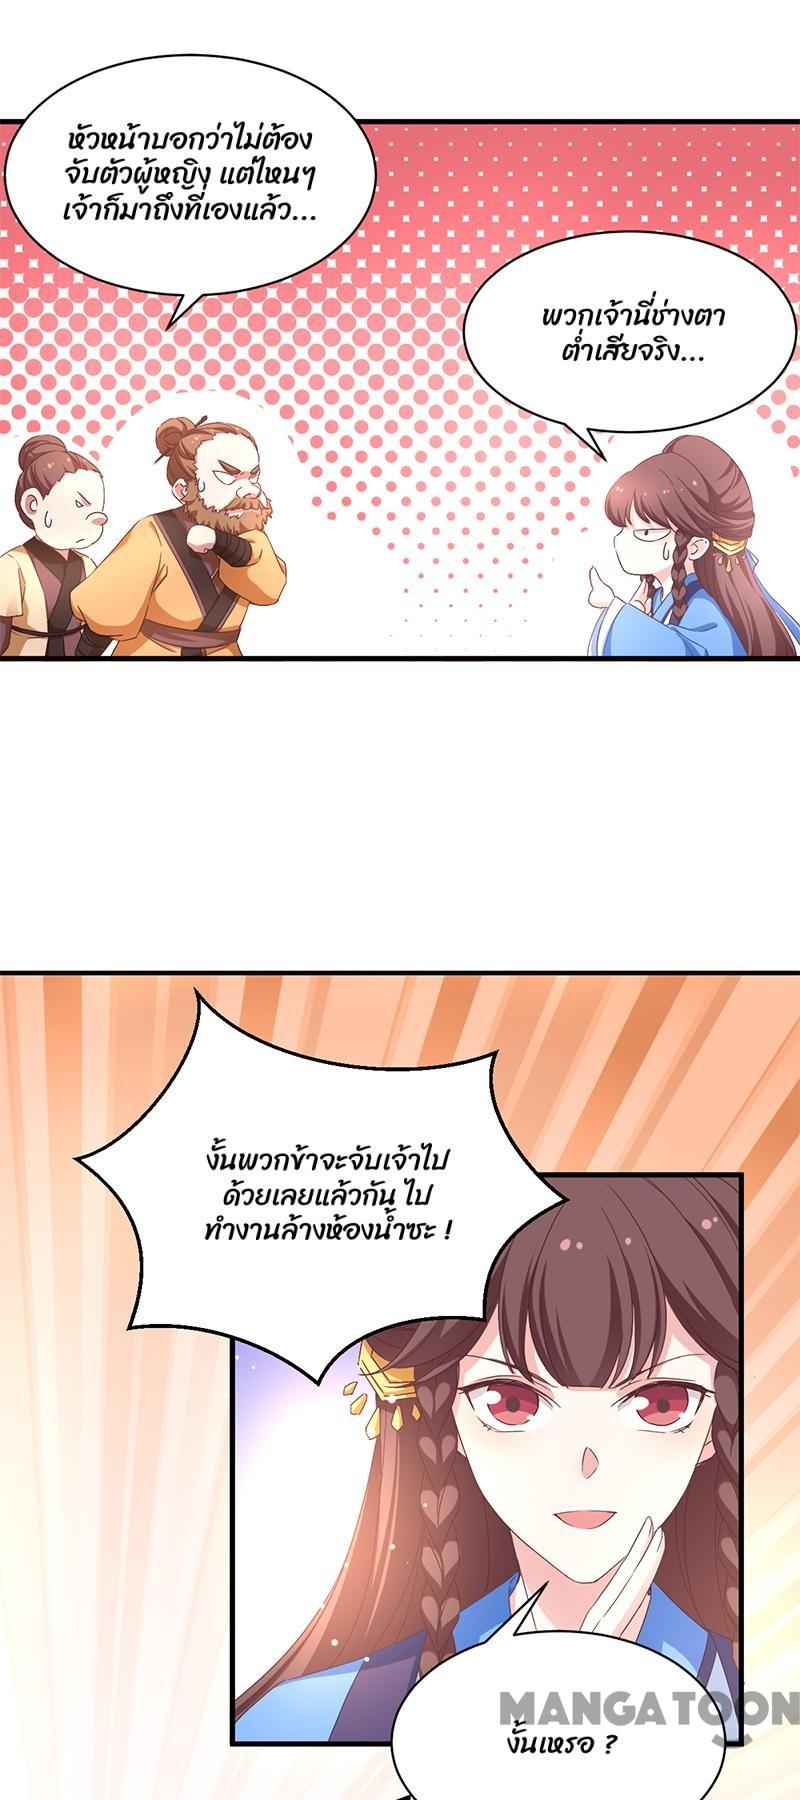 หัวหน้าบอกว่าไม่ต้อง
จับตัวผู้หญิง แต่ไหนๆ
เจ้าก็มาถึงที่เองแล้ว...
พวกเจ้านี่ช่างตา
ต่ำเสียจริง...
งั้นพวกข้าจะจับเจ้าไป
ด้วยเลยแล้วกัน ไป
ทำงานล้างห้องน้ำซะ !
MANGATOON
งั้นเหรอ ?